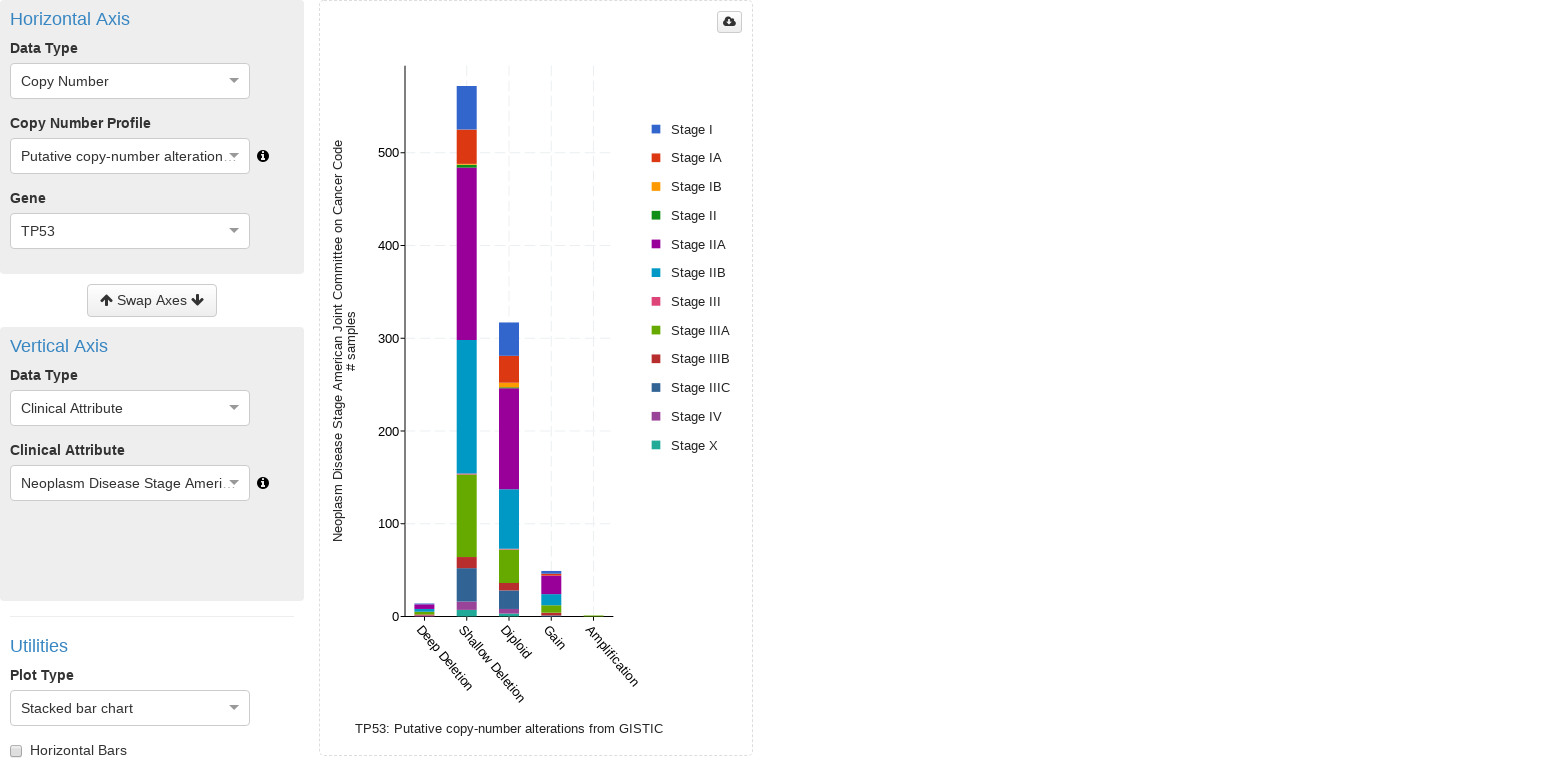 Horizontal Axis
Data Type
Copy Number
Copy Number Profile
Putative copy-number alteration…
Gene
TP53
Swap Axes
Vertical Axis
Data Type
Clinical Attribute
Clinical Attribute
Neoplasm Disease Stage Ameri…
Utilities
Plot Type
Stacked bar chart
Horizontal Bars
Neoplasm Disease Stage American Joint Committee on Cancer Code
# samples
500
400
300
200
100
0
Deep Deletion
Shallow Deletion
Diploid
Gain
Amplification
TP53: Putative copy-number alterations from GISTIC
Stage I
Stage IA
Stage IB
Stage II
Stage IIA
Stage IIB
Stage III
Stage IIIA
Stage IIIB
Stage IIIC
Stage IV
Stage X